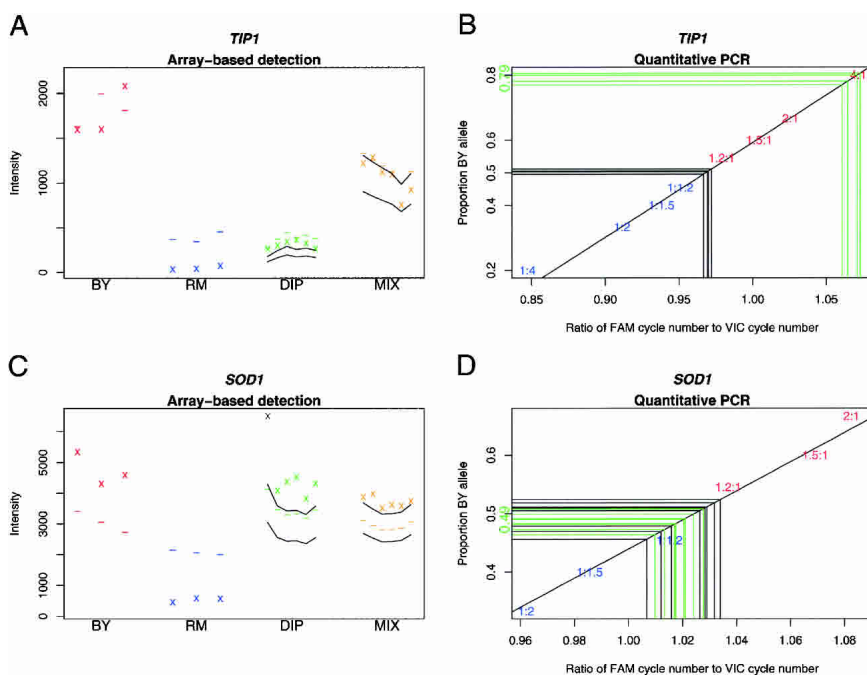 A
TIP1
Array-based detection
Intensity
2000
1000
0
BY RM DIP MIX
B
TIP1
Quantitative PCR
Proportion BY allele
0.8
0.79
0.6
0.5
0.4
0.2
4:1
2:1
1.5:1
1.2:1
1:1.2
1:1.5
1:2
1:4
0.85 0.90 0.95 1.00 1.05
Ratio of FAM cycle number to VIC cycle number
C
SOD1
Array-based detection
Intensity
5000
3000
1000
0
BY RM DIP MIX
D
SOD1
Quantitative PCR
Proportion BY allele
0.6
0.5
0.49
0.4
2:1
1.5:1
1.2:1
1:1.2
1:1.5
1:2
0.96 0.98 1.00 1.02 1.04 1.06 1.08
Ratio of FAM cycle number to VIC cycle number